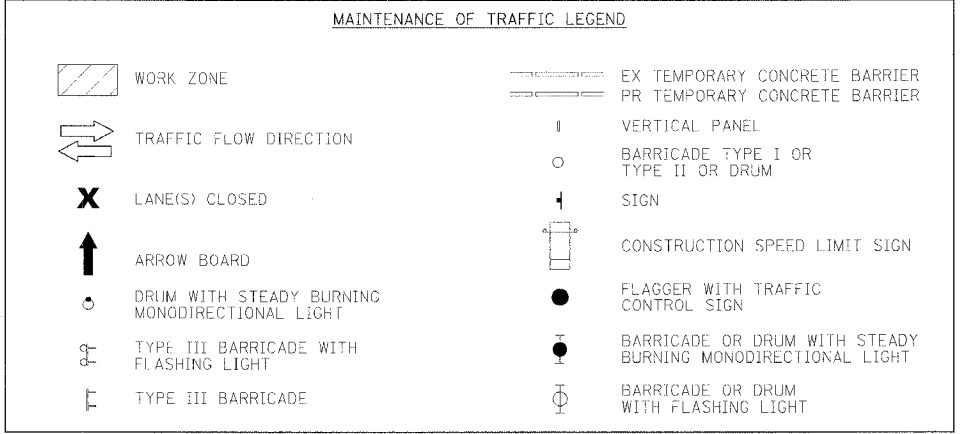 MAINTENANCE OF TRAFFIC LEGEND
WORK ZONE
TRAFFIC FLOW DIRECTION
LANE(S) CLOSED
ARROW BOARD
DRUM WITH STEADY BURNING
MONODIRECTIONAL LIGHT
TYPE III BARRICADE WITH
FLASHING LIGHT
TYPE III BARRICADE
EX TEMPORARY CONCRETE BARRIER
PR TEMPORARY CONCRETE BARRIER
VERTICAL PANEL
BARRICADE TYPE I OR
TYPE II OR DRUM
SIGN
CONSTRUCTION SPEED LIMIT SIGN
FLAGGER WITH TRAFFIC
CONTROL SIGN
BARRICADE OR DRUM WITH STEADY
BURNING MONODIRECTIONAL LIGHT
BARRICADE OR DRUM
WITH FLASHING LIGHT